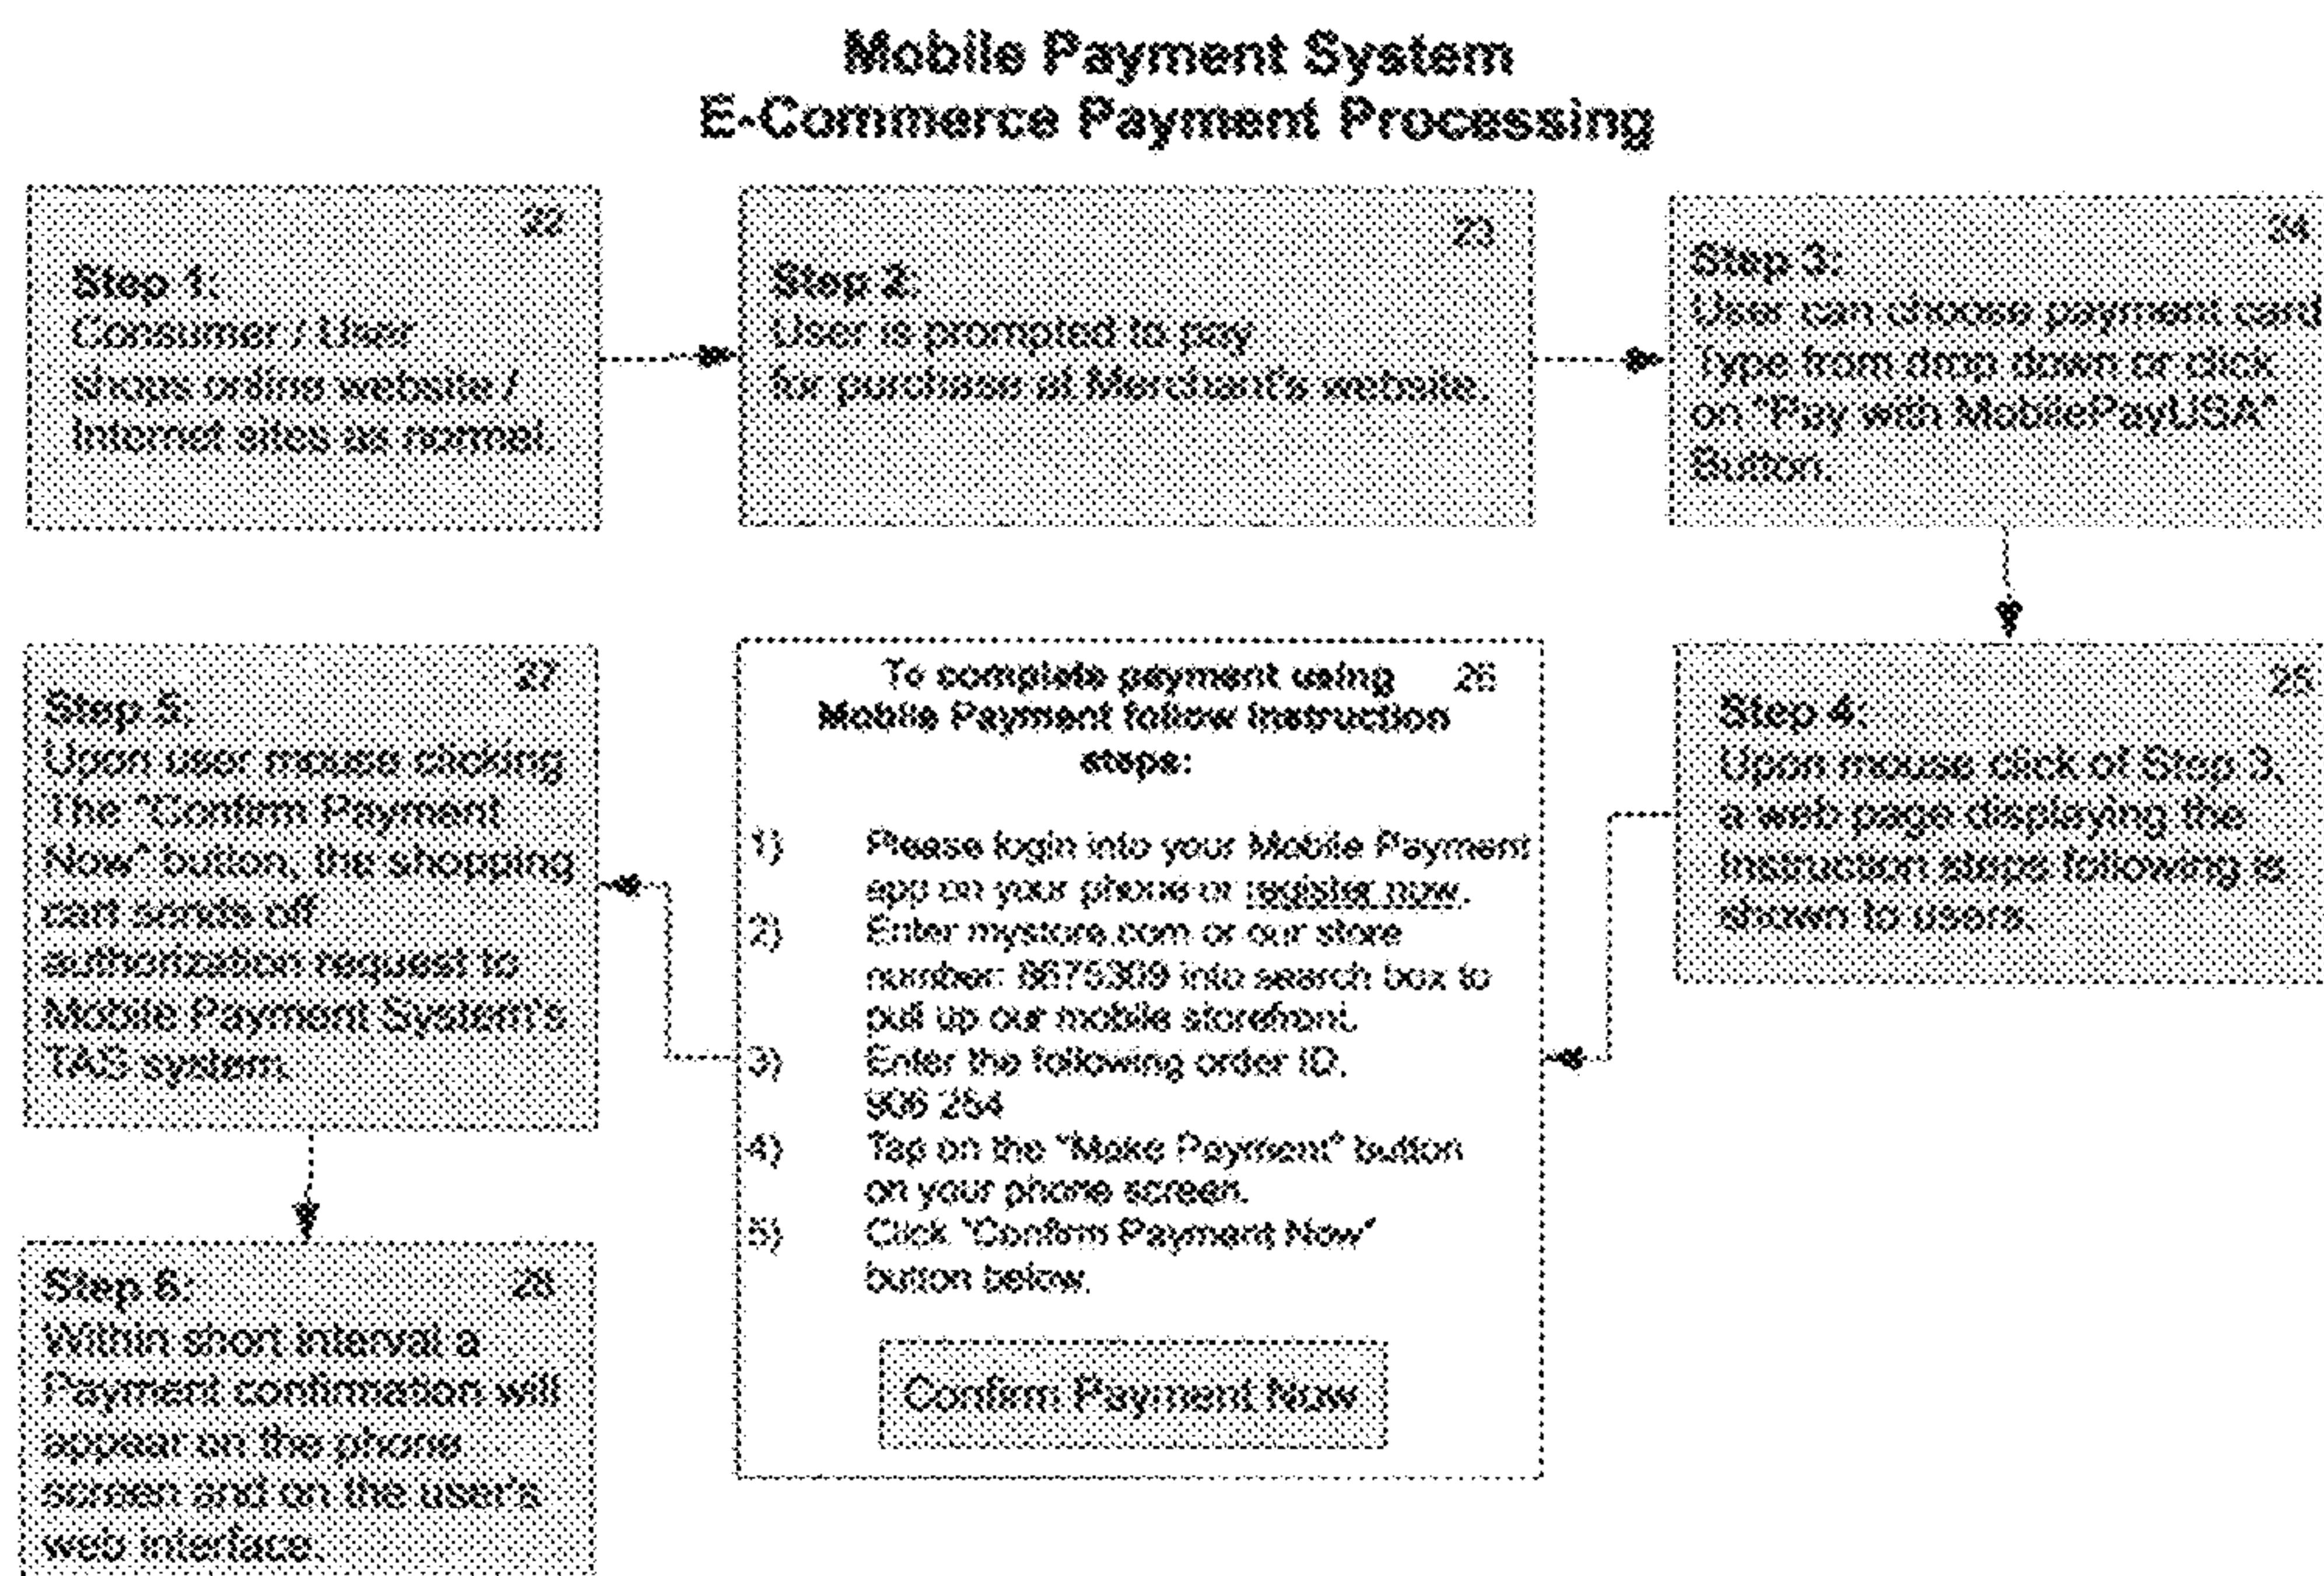 Mobile Payment System
E-Commerce Payment Processing
22
Step 1:
Consumer / User
shops online website /
Internet sites as normal.
23
Step 2:
User is prompted to pay
for purchase at Merchant's website.
24
Step 3:
User can choose payment card
Type from drop down or click
on "Pay with MobilePayUSA"
Button.
25
Step 4:
Upon mouse click of Step 3,
a web page displaying the
Instruction steps following is
shown to users.
To complete payment using 26
Mobile Payment follow instruction
steps:
1) Please login into your Mobile Payment
app on your phone or register now.
2) Enter mystore.com or our store
number: 8675309 into search box to
pull up our mobile storefront.
3) Enter the following order ID.
906 254
4) Tap on the "Make Payment" button
on your phone screen.
5) Click "Confirm Payment Now"
button below.
Confirm Payment Now
27
Step 5:
Upon user mouse clicking
The "Confirm Payment
Now" button, the shopping
cart sends off
authorization request to
Mobile Payment System's
TAS system.
28
Step 6:
Within short interval a
Payment confirmation will
appear on the phone
screen and on the user's
web interface.